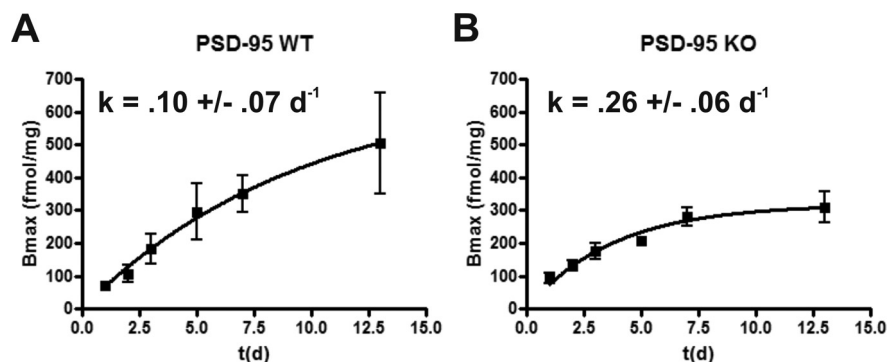 A
PSD-95 WT
k = .10 +/- .07 d-1
Bmax (fmol/mg)
700
600
500
400
300
200
100
0
0.0 2.5 5.0 7.5 10.0 12.5 15.0
t(d)
B
PSD-95 KO
k = .26 +/- .06 d-1
Bmax (fmol/mg)
700
600
500
400
300
200
100
0
0.0 2.5 5.0 7.5 10.0 12.5 15.0
t(d)